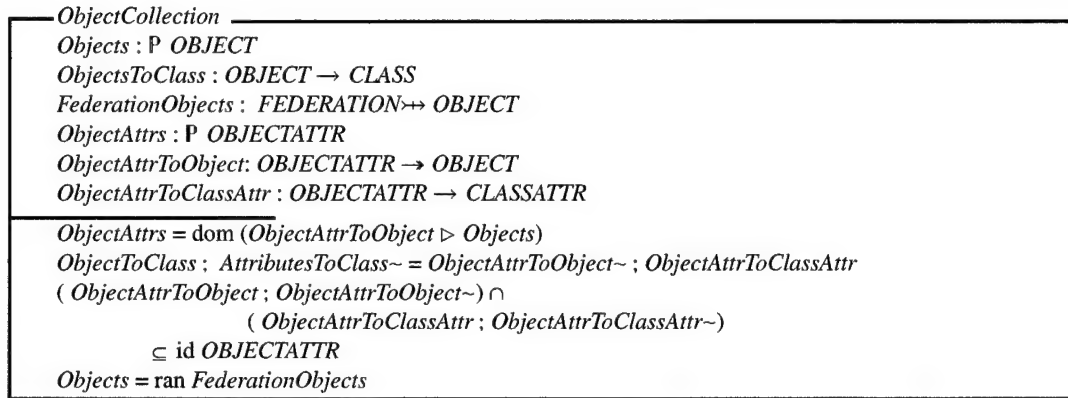 ObjectCollection
Objects : ℙ OBJECT
ObjectsToClass : OBJECT → CLASS
FederationObjects : FEDERATION ⤖ OBJECT
ObjectAttrs : ℙ OBJECTATTR
ObjectAttrToObject: OBJECTATTR → OBJECT
ObjectAttrToClassAttr : OBJECTATTR → CLASSATTR
ObjectAttrs = dom (ObjectAttrToObject ▷ Objects)
ObjectToClass ; AttributesToClass~ = ObjectAttrToObject~ ; ObjectAttrToClassAttr
( ObjectAttrToObject ; ObjectAttrToObject~) ∩
( ObjectAttrToClassAttr ; ObjectAttrToClassAttr~)
⊆ id OBJECTATTR
Objects = ran FederationObjects